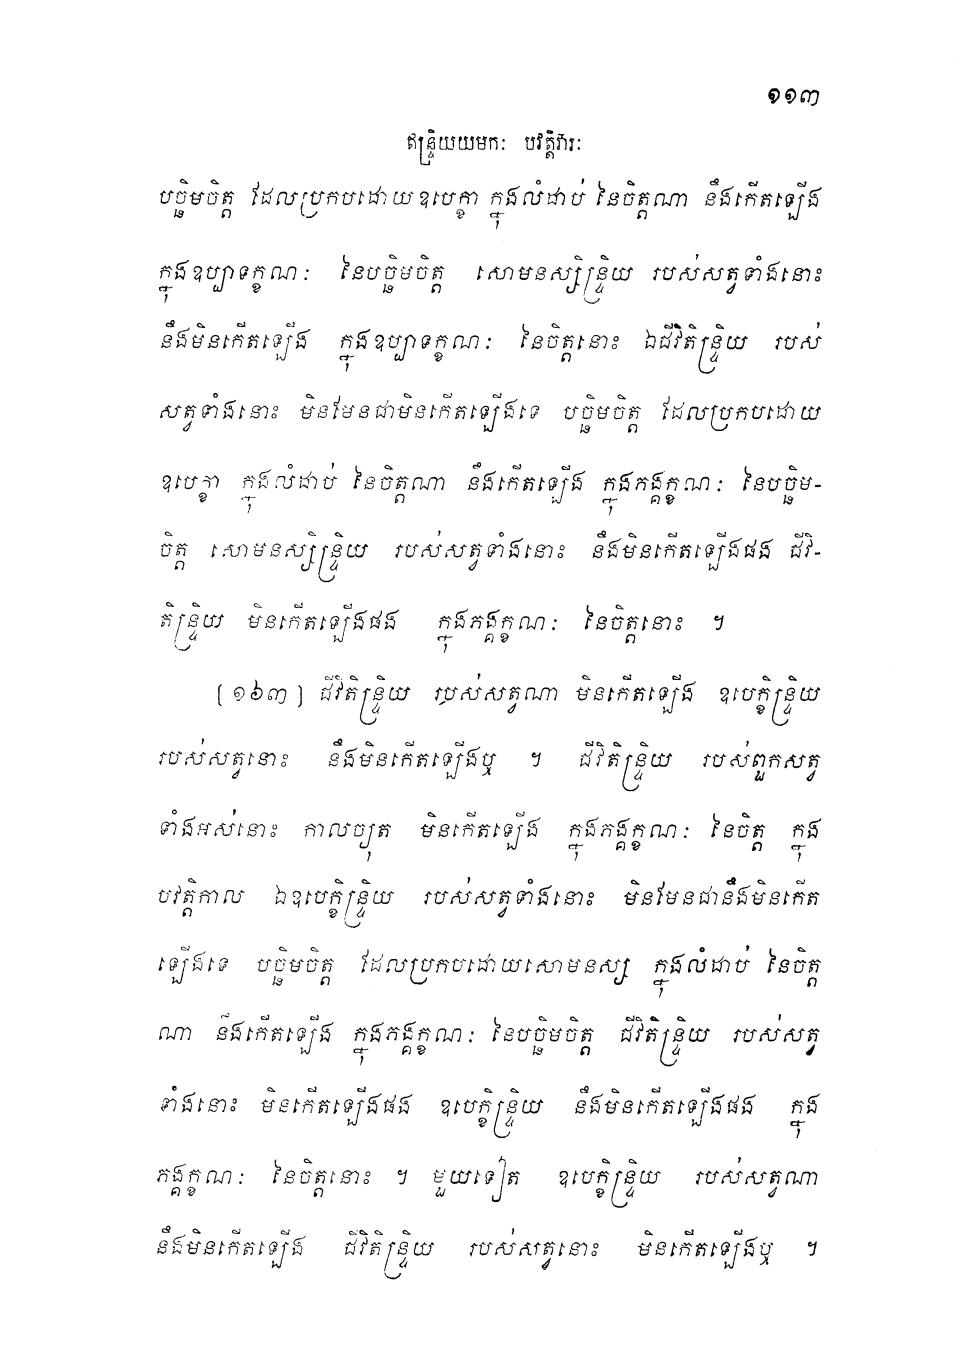 ១១៣
ឥន្ទ្រិយយមកៈ បវត្តិវារៈ
បច្ឆិមចិត្ត ដែលប្រកបដោយឧបេក្ខា ក្នុងលំដាប់ នៃចិត្តណា នឹងកើតឡើង
ក្នុងឧប្បាទក្ខណៈ នៃបច្ឆិមចិត្ត សោមនស្សិន្ទ្រិយ របស់សត្វទាំងនោះ
នឹងមិនកើតឡើង ក្នុងឧប្បាទក្ខណៈ នៃចិត្តនោះ ឯជីវិតិន្ទ្រិយ របស់
សត្វទាំងនោះ មិនមែនជាមិនកើតឡើងទេ បច្ឆិមចិត្ត ដែលប្រកបដោយ
ឧបេក្ខា ក្នុងលំដាប់ នៃចិត្តណា នឹងកើតឡើង ក្នុងភង្គក្ខណៈ នៃបច្ឆិម-
ចិត្ត សោមនស្សិន្ទ្រិយ របស់សត្វទាំងនោះ នឹងមិនកើតឡើងផង ជីវិ-
តិន្ទ្រិយ មិនកើតឡើងផង ក្នុងភង្គក្ខណៈ នៃចិត្តនោះ ។
[១៦៣] ជីវិតិន្ទ្រិយ របស់សត្វណា មិនកើតឡើង ឧបេក្ខិន្ទ្រិយ
របស់សត្វនោះ នឹងមិនកើតឡើងឬ ។ ជីវិតិន្ទ្រិយ របស់ពួកសត្វ
ទាំងអស់នោះ កាលច្យុត មិនកើតឡើង ក្នុងភង្គក្ខណៈ នៃចិត្ត ក្នុង
បវត្តិកាល ឯឧបេក្ខិន្ទ្រិយ របស់សត្វទាំងនោះ មិនមែនជានឹងមិនកើត
ឡើងទេ បច្ឆិមចិត្ត ដែលប្រកបដោយសោមនស្ស ក្នុងលំដាប់ នៃចិត្ត
ណា នឹងកើតឡើង ក្នុងភង្គក្ខណៈ នៃបច្ឆិមចិត្ត ជីវិតិន្ទ្រិយ របស់សត្វ
ទាំងនោះ មិនកើតឡើងផង ឧបេក្ខិន្ទ្រិយ នឹងមិនកើតឡើងផង ក្នុង
ភង្គក្ខណៈ នៃចិត្តនោះ ។ មួយទៀត ឧបេក្ខិន្ទ្រិយ របស់សត្វណា
នឹងមិនកើតឡើង ជីវិតិន្ទ្រិយ របស់សត្វនោះ មិនកើតឡើងឬ ។